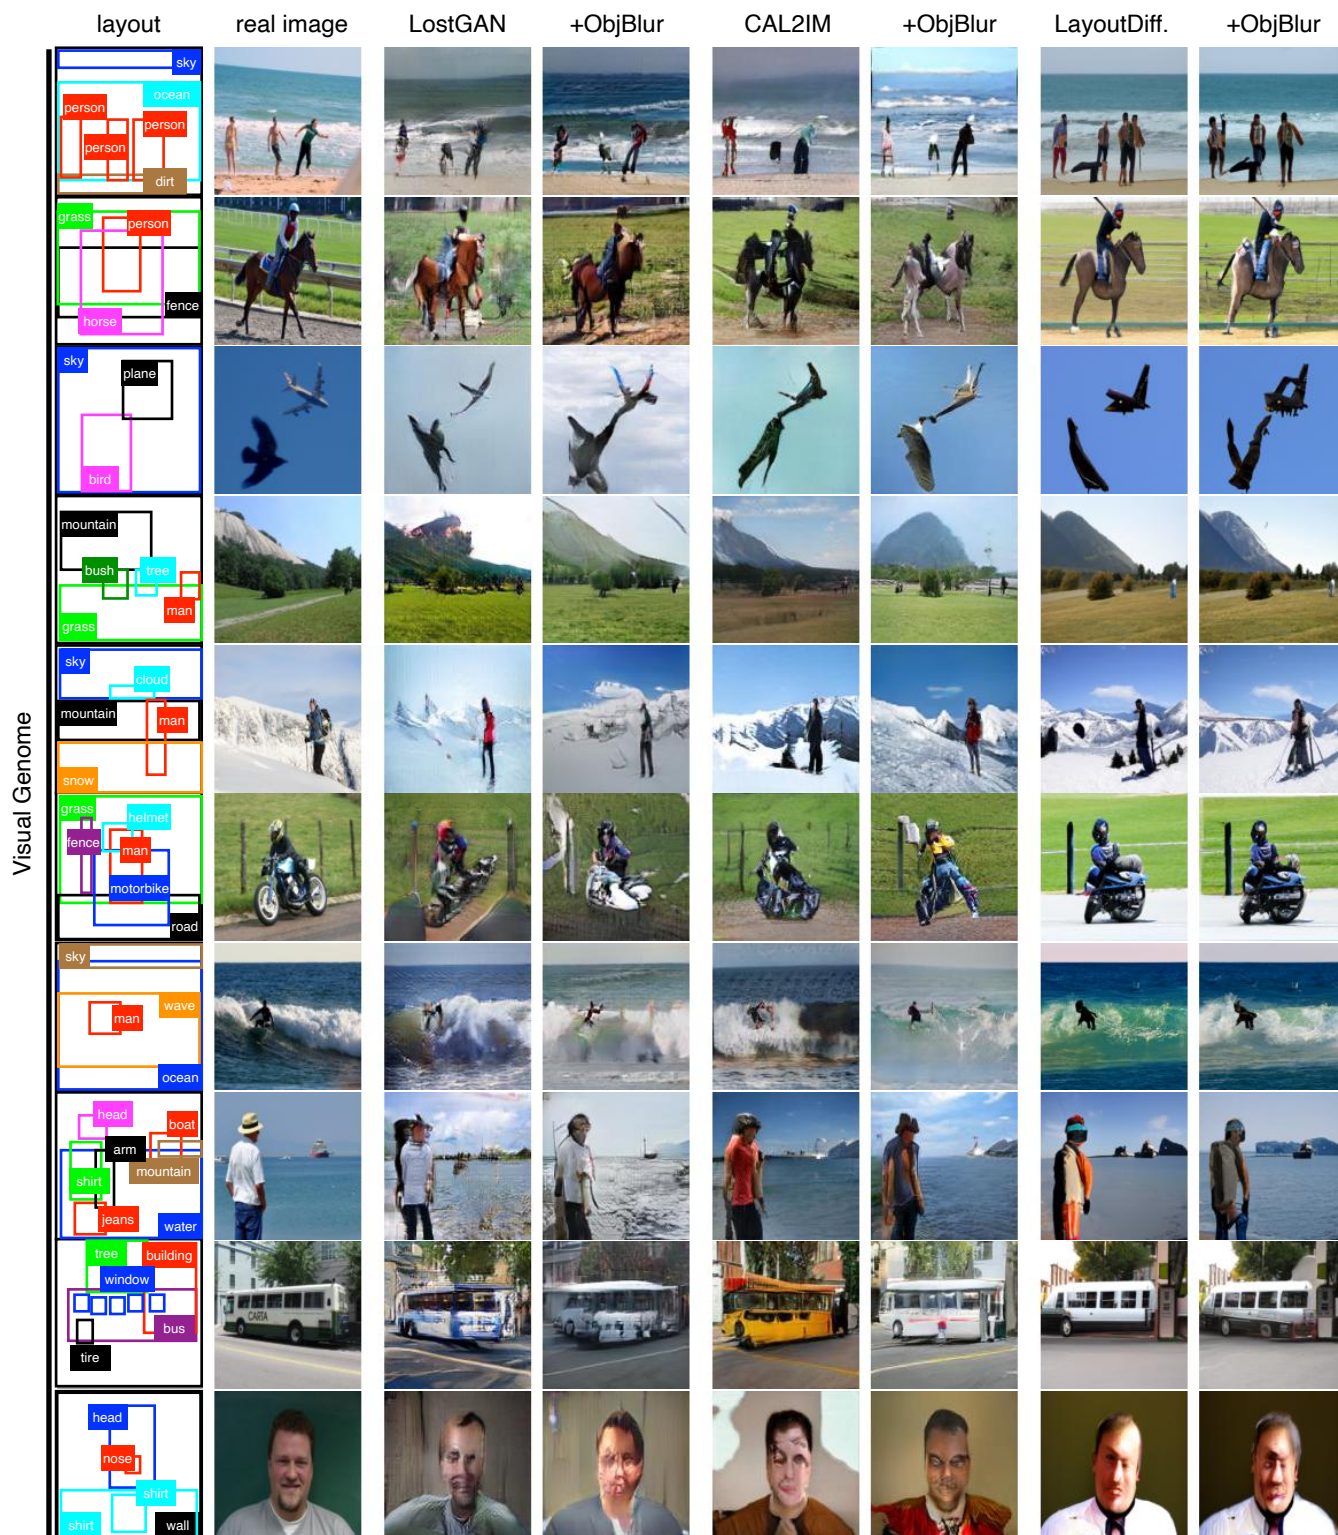 layout real image LostGAN +ObjBlur CAL2IM +ObjBlur LayoutDiff. +ObjBlur
Visual Genome
sky
ocean
person
person
person
dirt
grass
person
fence
horse
sky
plane
bird
mountain
bush
tree
man
grass
sky
cloud
mountain
man
snow
grass
helmet
fence
man
motorbike
road
sky
wave
man
ocean
head
boat
arm
mountain
shirt
jeans
water
tree
building
window
bus
tire
CARTA
head
nose
shirt
shirt
wall